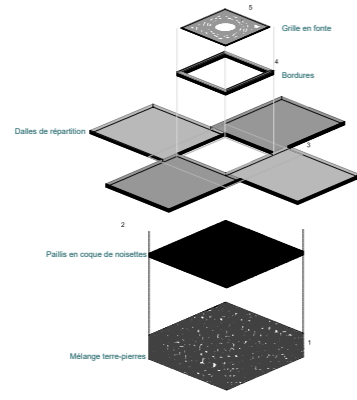 5
Grille en fonte
4
Bordures
Dalles de répartition
3
2
Paillis en coque de noisettes
1
Mélange terre-pierres